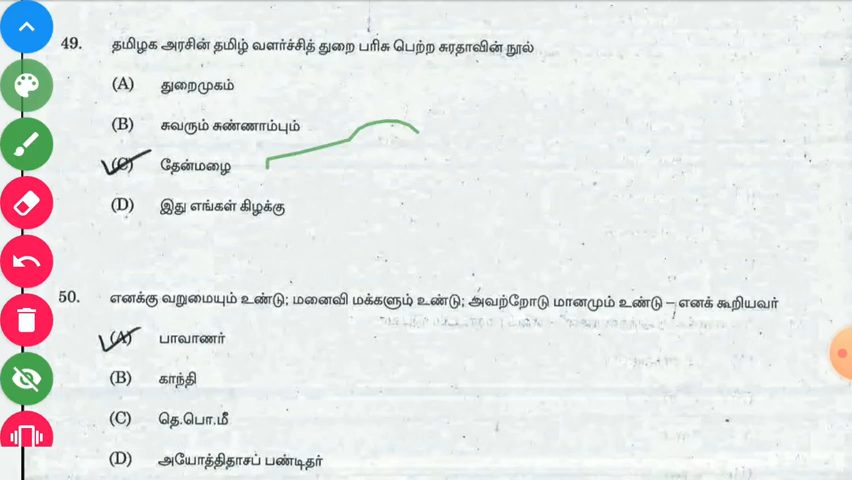 49. தமிழக அரசின் தமிழ் வளர்ச்சித் துறை பரிசு பெற்ற சுரதாவின் நூல்
(A) துறைமுகம்
(B) சுவரும் சுண்ணாம்பும்
(C) தேன்மழை
(D) இது எங்கள் கிழக்கு
50. எனக்கு வறுமையும் உண்டு; மனைவி மக்களும் உண்டு; அவற்றோடு மானமும் உண்டு – எனக் கூறியவர்
(A) பாவாணர்
(B) காந்தி
(C) தெ.பொ.மீ
(D) அயோத்திதாசப் பண்டிதர்